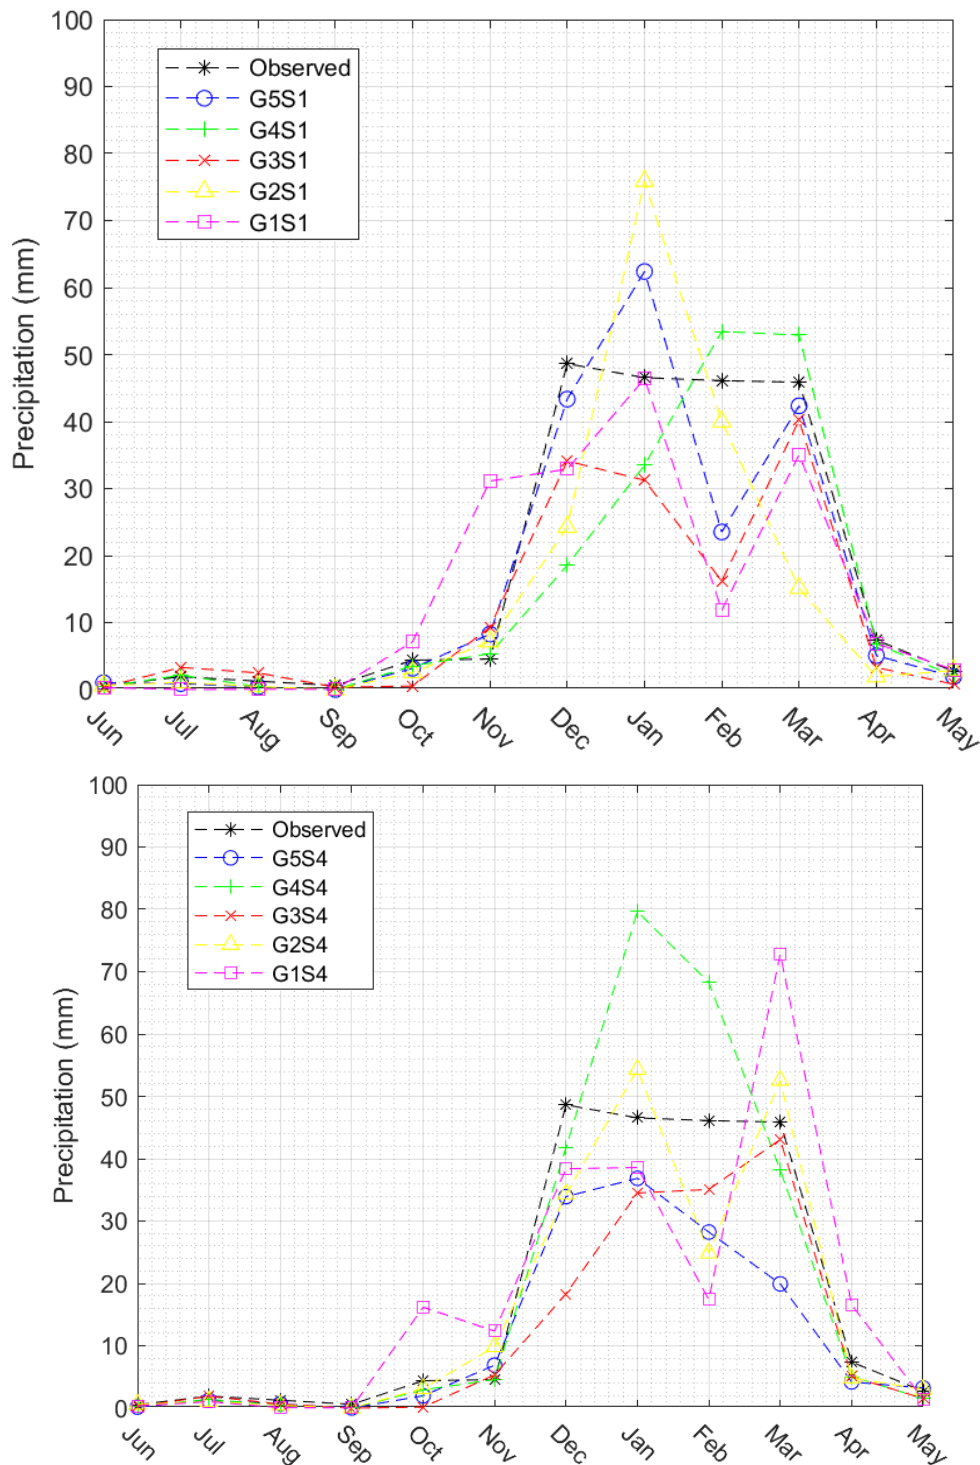 100
90
80
70
60
50
40
30
20
10
0
Precipitation (mm)
Observed
G5S1
G4S1
G3S1
G2S1
G1S1
Jun
Jul
Aug
Sep
Oct
Nov
Dec
Jan
Feb
Mar
Apr
May
100
90
80
70
60
50
40
30
20
10
0
Precipitation (mm)
Observed
G5S4
G4S4
G3S4
G2S4
G1S4
Jun
Jul
Aug
Sep
Oct
Nov
Dec
Jan
Feb
Mar
Apr
May